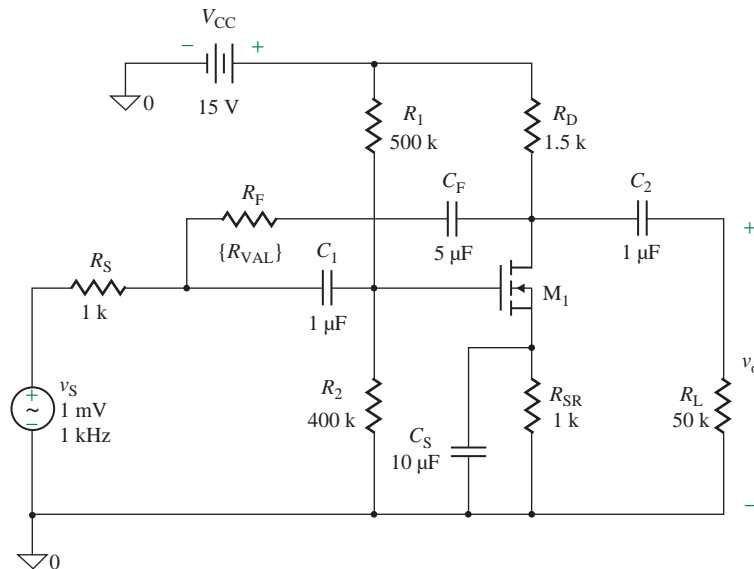 − V_CC +
0
15 V
R_1
500 k
R_D
1.5 k
R_F
{R_VAL}
C_F
5 μF
C_2
1 μF
+
R_S
1 k
C_1
1 μF
M_1
v_S
+
~
−
1 mV
1 kHz
R_2
400 k
C_S
10 μF
R_SR
1 k
R_L
50 k
−
0